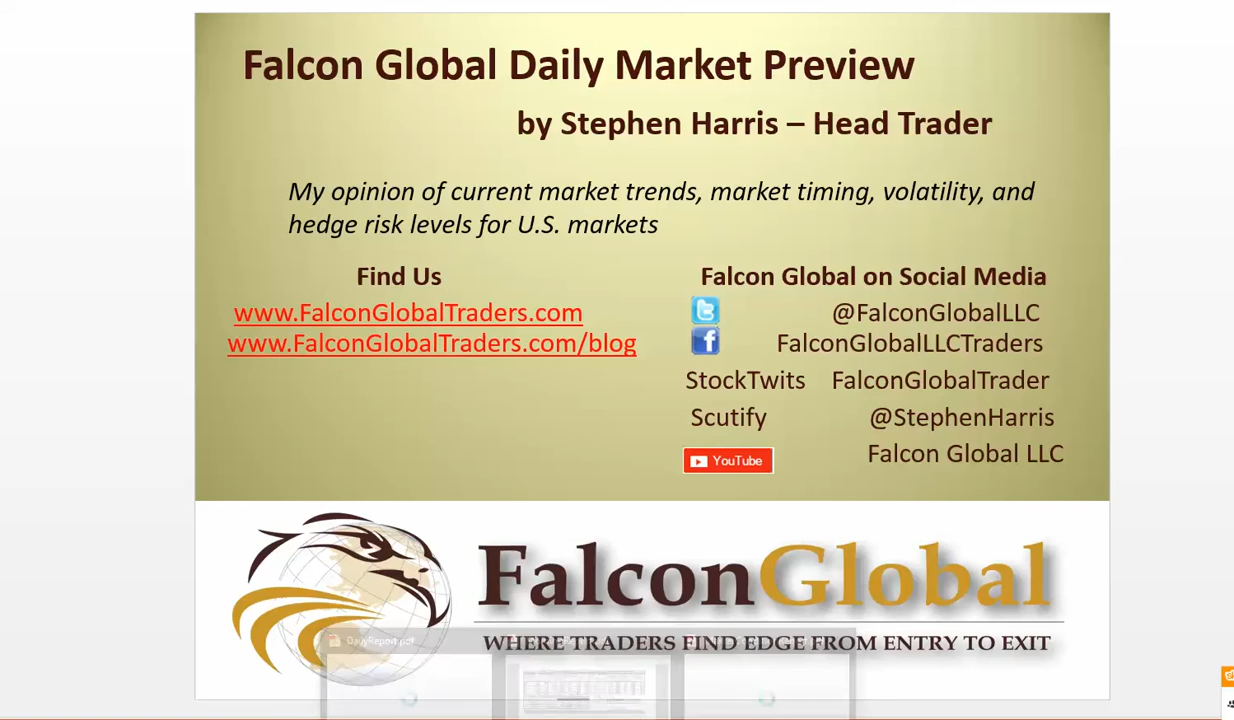 Falcon Global Daily Market Preview
by Stephen Harris – Head Trader
My opinion of current market trends, market timing, volatility, and
hedge risk levels for U.S. markets
Find Us
www.FalconGlobalTraders.com
www.FalconGlobalTraders.com/blog
Falcon Global on Social Media
@FalconGlobalLLC
FalconGlobalLLCTraders
StockTwits FalconGlobalTrader
Scutify @StephenHarris
YouTube Falcon Global LLC
FalconGlobal
WHERE TRADERS FIND EDGE FROM ENTRY TO EXIT
DailyReport.pdf